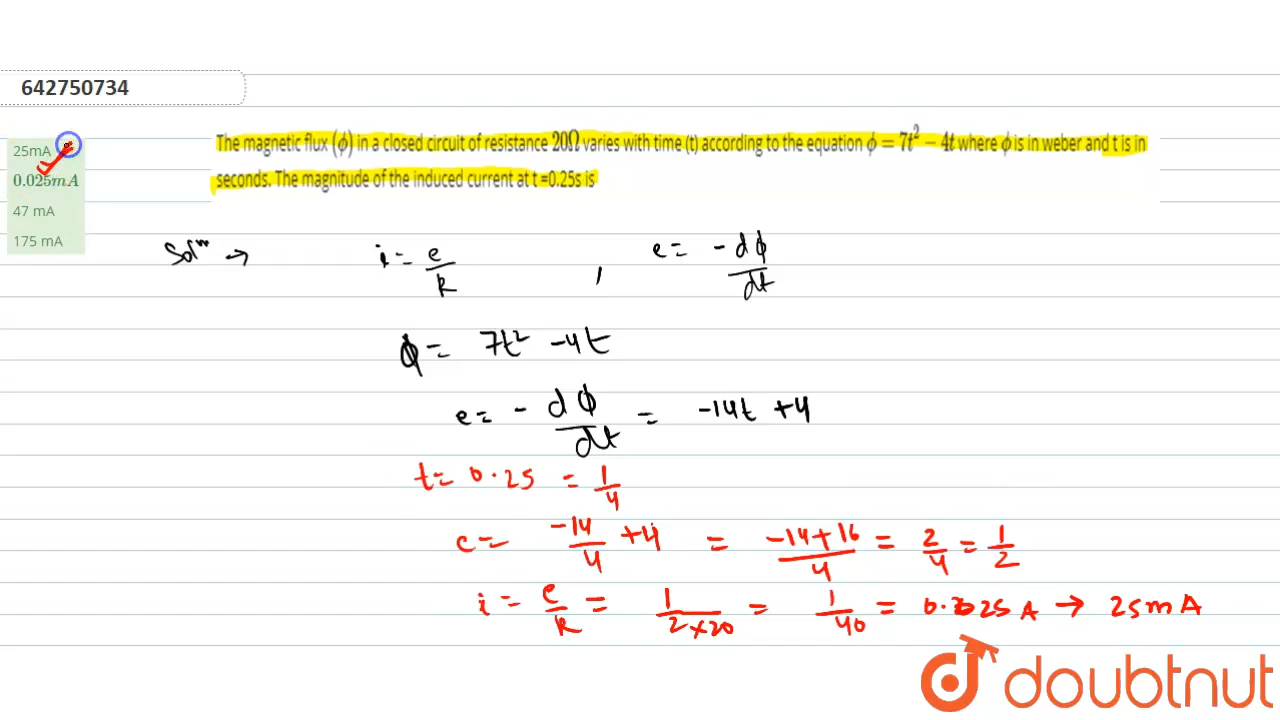 642750734
The magnetic flux (ϕ) in a closed circuit of resistance 20Ω varies with time (t) according to the equation ϕ = 7t² − 4t where ϕ is in weber and t is in
seconds. The magnitude of the induced current at t =0.25s is
25mA
0.025mA
47 mA
175 mA
Solⁿ → i = e/R , e = -dϕ/dt
ϕ = 7t² -4t
e = - dϕ/dt = -14t +4
t = 0.25 = 1/4
e = -14/4 +4 = -14+16/4 = 2/4 = 1/2
i = e/R = 1/2×20 = 1/40 = 0.025 A → 25 mA
doubtnut